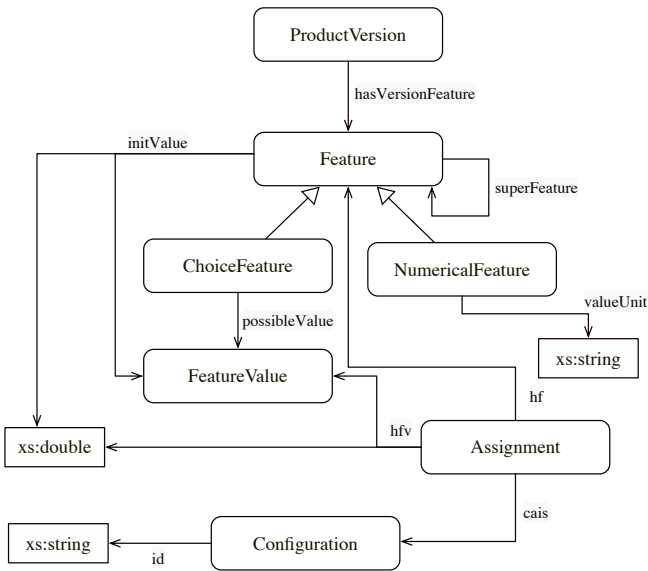 ProductVersion
hasVersionFeature
initValue
Feature
superFeature
ChoiceFeature
NumericalFeature
valueUnit
possibleValue
xs:string
FeatureValue
hf
hfv
xs:double
Assignment
cais
xs:string
Configuration
id